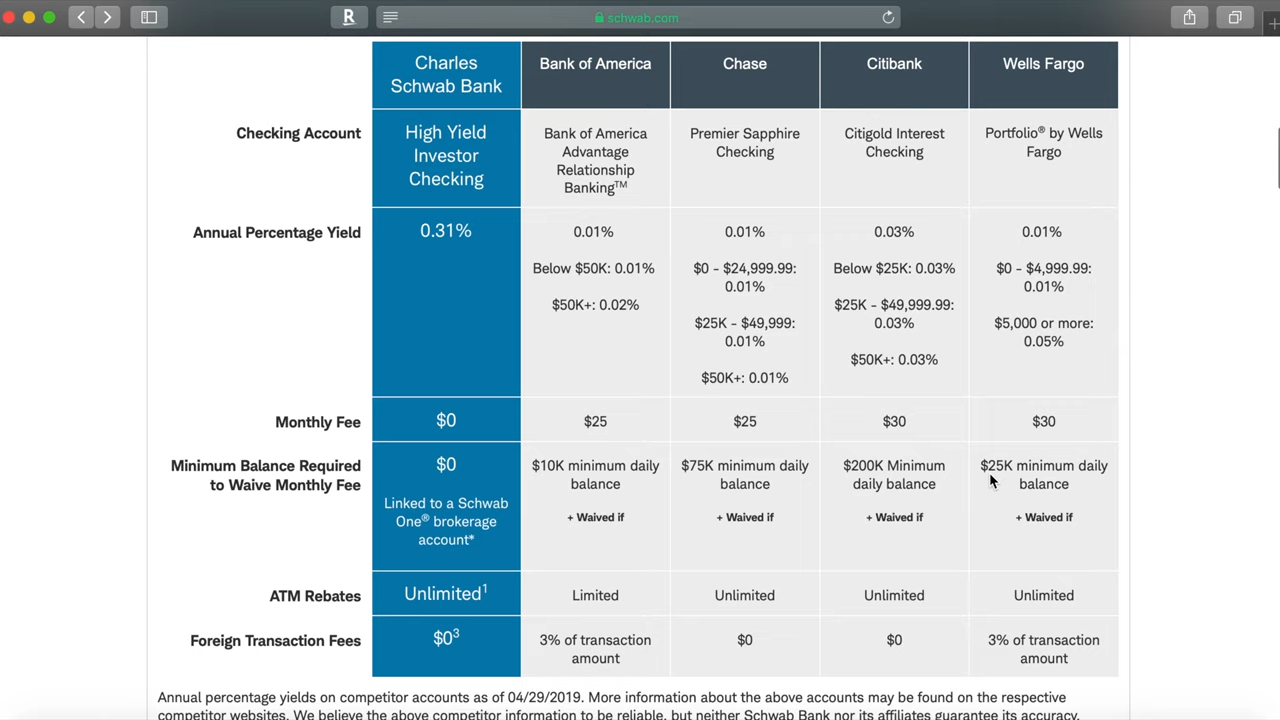 R
schwab.com
Charles
Schwab Bank
Bank of America
Chase
Citibank
Wells Fargo
Checking Account
High Yield
Investor
Checking
Bank of America
Advantage
Relationship
Banking™
Premier Sapphire
Checking
Citigold Interest
Checking
Portfolio® by Wells
Fargo
Annual Percentage Yield
0.31%
0.01%
Below $50K: 0.01%
$50K+: 0.02%
0.01%
$0 - $24,999.99:
0.01%
$25K - $49,999:
0.01%
$50K+: 0.01%
0.03%
Below $25K: 0.03%
$25K - $49,999.99:
0.03%
$50K+: 0.03%
0.01%
$0 - $4,999.99:
0.01%
$5,000 or more:
0.05%
Monthly Fee
$0
$25
$25
$30
$30
Minimum Balance Required
to Waive Monthly Fee
$0
Linked to a Schwab
One® brokerage
account*
$10K minimum daily
balance
+ Waived if
$75K minimum daily
balance
+ Waived if
$200K Minimum
daily balance
+ Waived if
$25K minimum daily
balance
+ Waived if
ATM Rebates
Unlimited¹
Limited
Unlimited
Unlimited
Unlimited
Foreign Transaction Fees
$0³
3% of transaction
amount
$0
$0
3% of transaction
amount
Annual percentage yields on competitor accounts as of 04/29/2019. More information about the above accounts may be found on the respective
competitor websites. We believe the above competitor information to be reliable, but neither Schwab Bank nor its affiliates guarantee its accuracy,